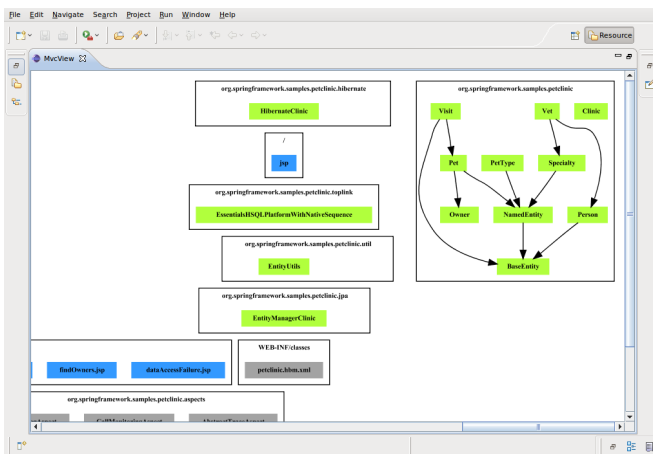 File Edit Navigate Search Project Run Window Help
Resource
MvcView
org.springframework.samples.petclinic.hibernate
HibernateClinic
/
jsp
org.springframework.samples.petclinic.toplink
EssentialsHSQLPlatformWithNativeSequence
org.springframework.samples.petclinic.util
EntityUtils
org.springframework.samples.petclinic.jpa
EntityManagerClinic
WEB-INF/classes
findOwners.jsp dataAccessFailure.jsp petclinic.hbm.xml
org.springframework.samples.petclinic.aspects
CallMonitoringAspect AbstractTraceAspect
org.springframework.samples.petclinic
Visit Vet Clinic
Pet PetType Specialty
Owner NamedEntity Person
BaseEntity